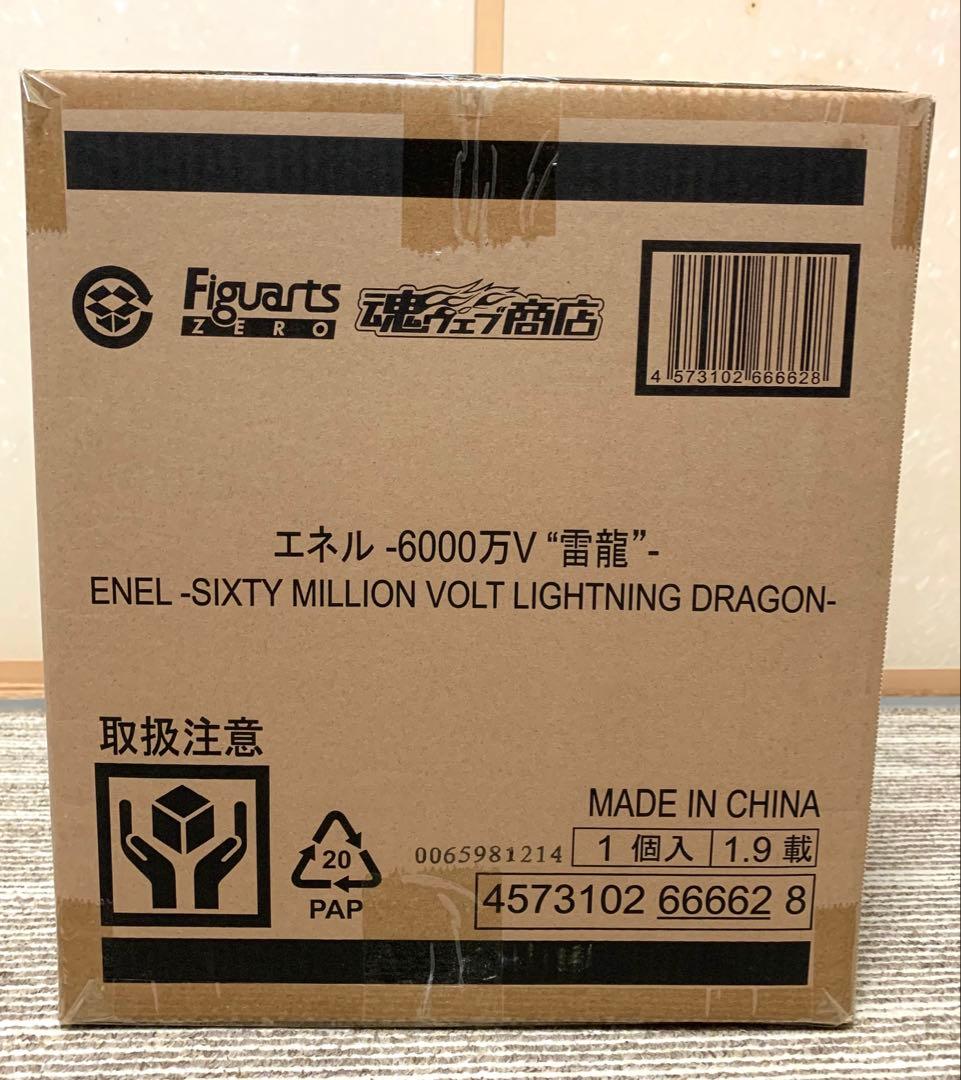 Figuarts
ZERO
魂ウェブ商店
4 573102 666628
エネル -6000万V “雷龍”-
ENEL -SIXTY MILLION VOLT LIGHTNING DRAGON-
取扱注意
20
PAP
MADE IN CHINA
0065981214
1 個入
1.9 載
4573102 66662 8